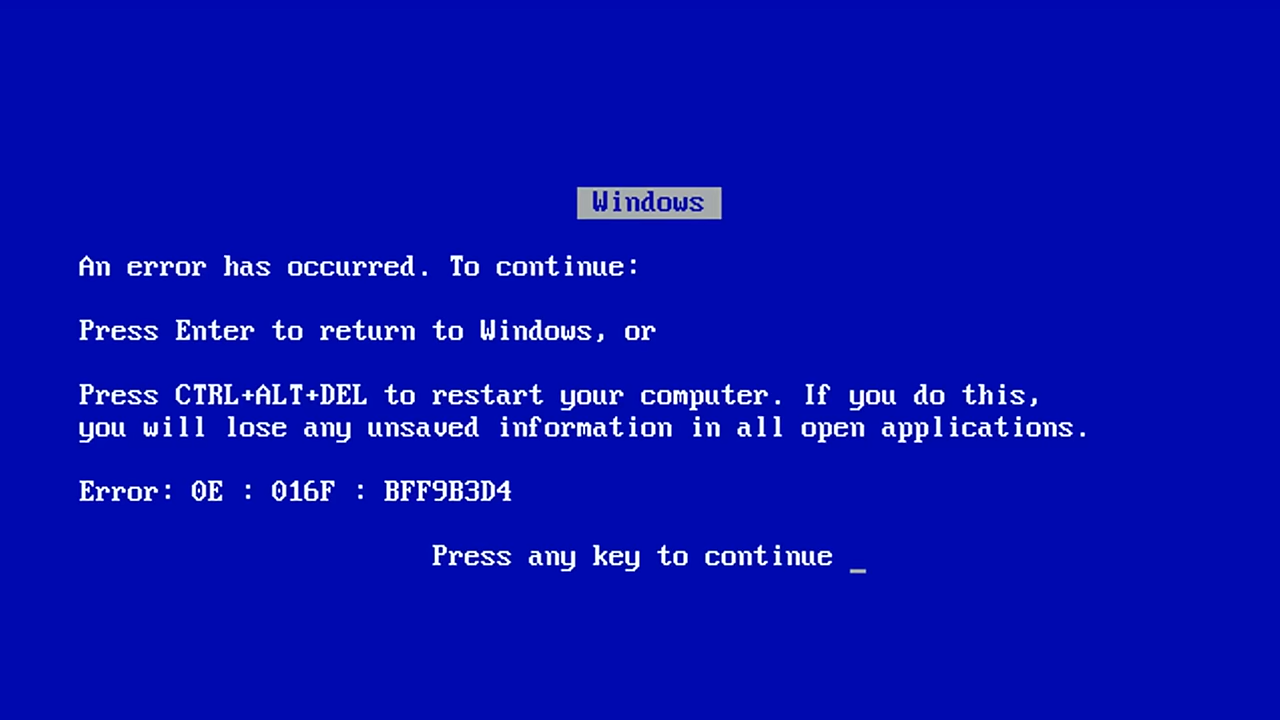 Windows
An error has occurred. To continue:
Press Enter to return to Windows, or
Press CTRL+ALT+DEL to restart your computer. If you do this,
you will lose any unsaved information in all open applications.
Error: 0E : 016F : BFF9B3D4
Press any key to continue _